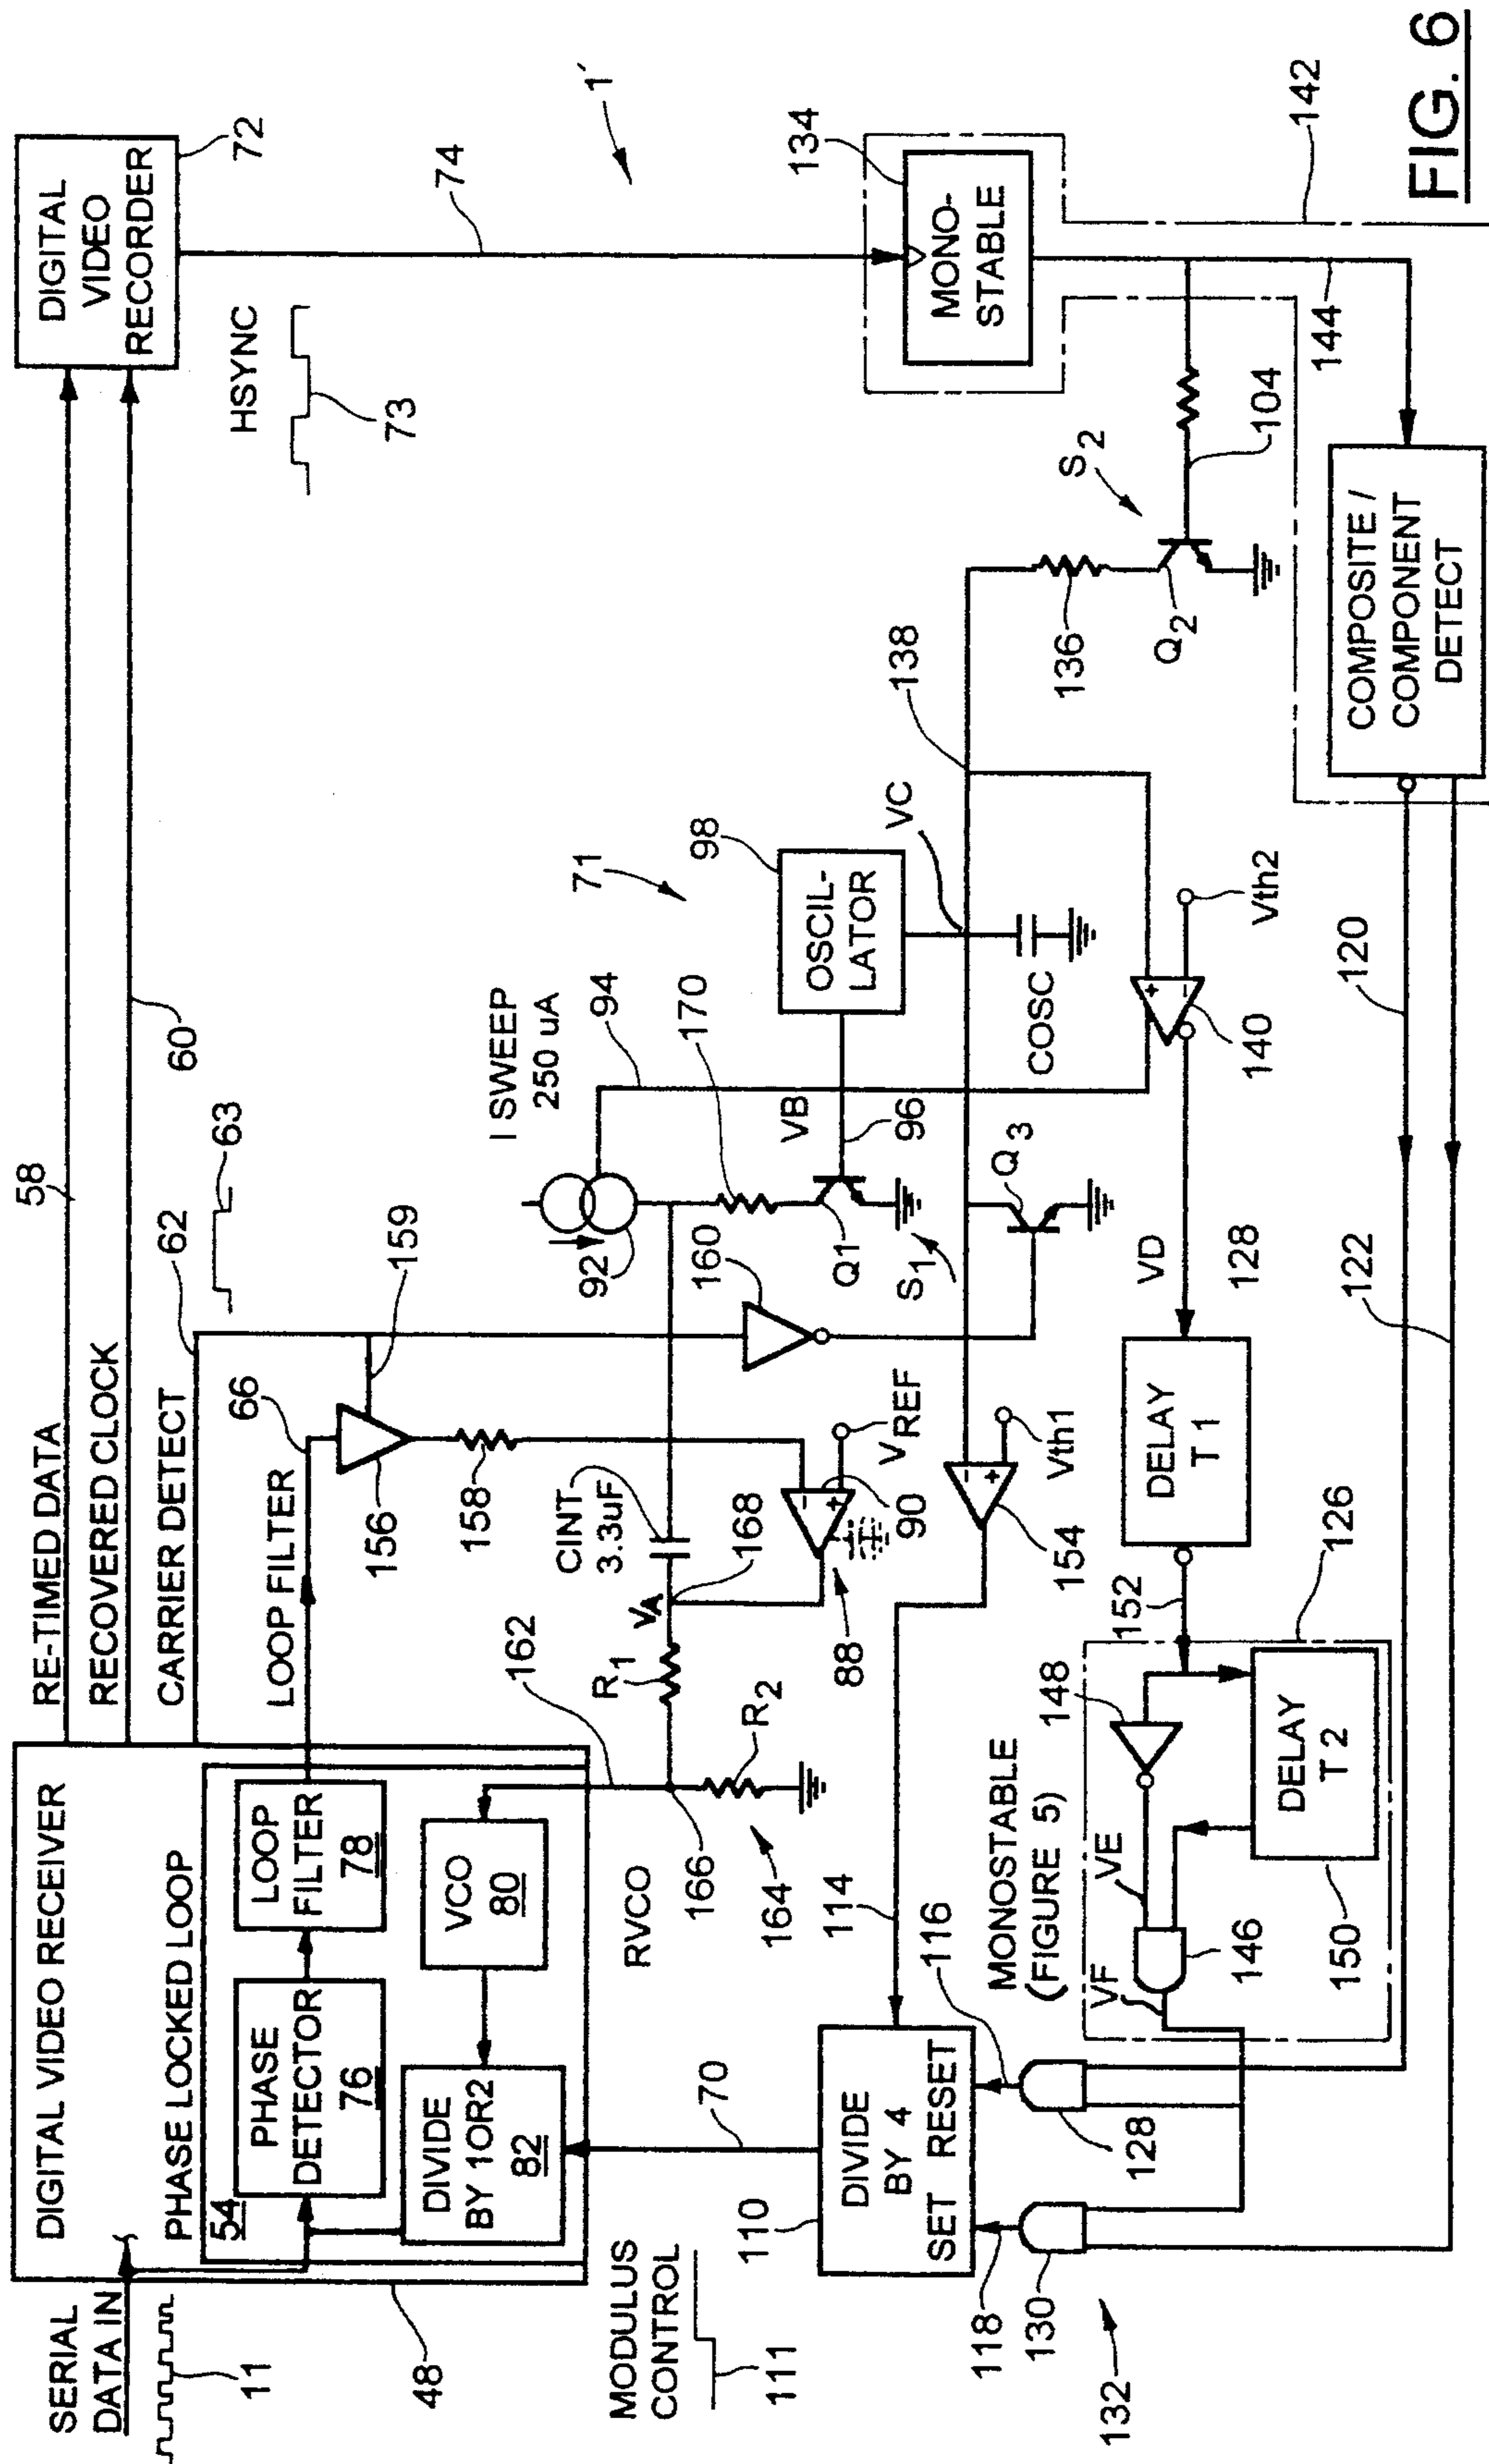 SERIAL
DATA IN
11
48
DIGITAL VIDEO RECEIVER
PHASE LOCKED LOOP
54
PHASE
DETECTOR
76
LOOP
FILTER
78
DIVIDE
BY 1OR2
82
VCO
80
RE-TIMED DATA
58
RECOVERED CLOCK
60
CARRIER DETECT
62
63
LOOP FILTER
66
DIGITAL
VIDEO
RECORDER
72
HSYNC
73
74
1'
156
159
158
I SWEEP
250 uA
94
92
CINT
3.3uF
160
170
71
98
OSCIL-
LATOR
VB
96
Q1
S1
VC
COSC
138
136
S2
Q2
104
134
MONO-
STABLE
142
144
RVCO
162
166
164
R1
R2
VA
168
88
90
VREF
Q3
154
Vth1
140
Vth2
VD
128
MODULUS
CONTROL
111
70
110
DIVIDE
BY 4
SET RESET
114
116
118
130
128
132
MONOSTABLE
(FIGURE 5)
148
VE
VF
146
DELAY
T2
150
126
152
DELAY
T1
122
120
COMPOSITE /
COMPONENT
DETECT
FIG. 6